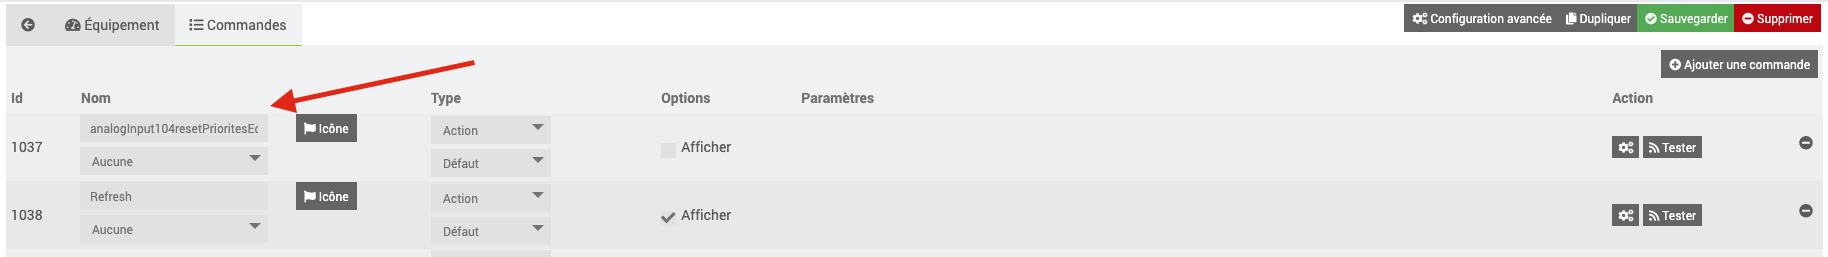 Équipement Commandes Configuration avancée Dupliquer Sauvegarder Supprimer
Ajouter une commande
Id Nom Type Options Paramètres Action
analogInput104resetPrioritesEc Icône Action
1037 Afficher Tester
Aucune Défaut
Refresh Icône Action
1038 Afficher Tester
Aucune Défaut